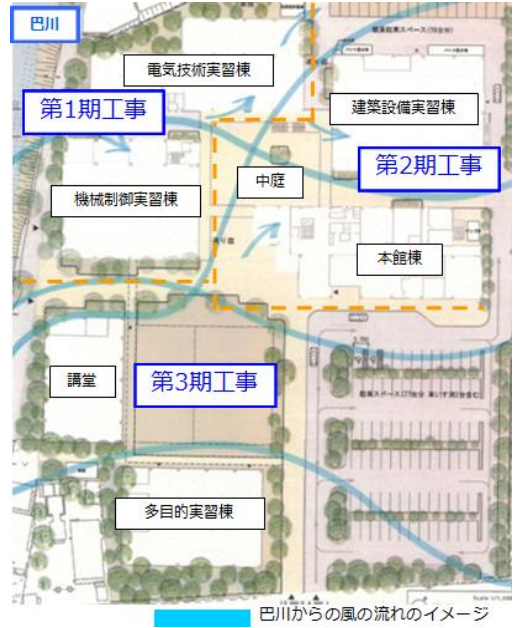 巴川
電気技術実習棟
第1期工事
建築設備実習棟
第2期工事
中庭
機械制御実習棟
本館棟
講堂
第3期工事
多目的実習棟
巴川からの風の流れのイメージ